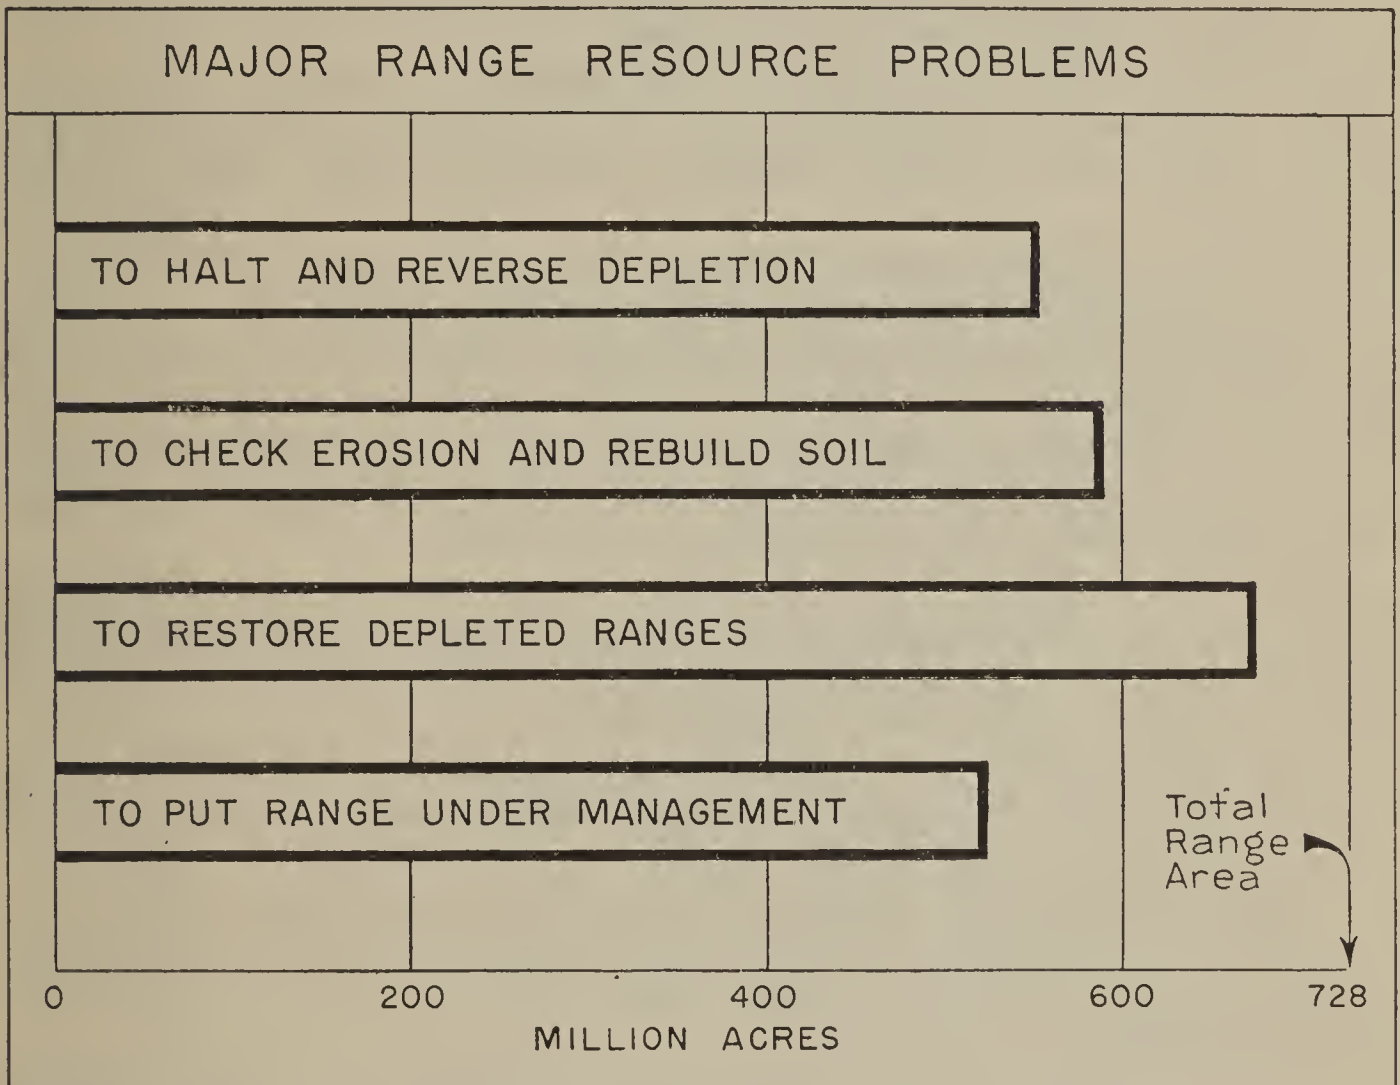 MAJOR RANGE RESOURCE PROBLEMS
TO HALT AND REVERSE DEPLETION
TO CHECK EROSION AND REBUILD SOIL
TO RESTORE DEPLETED RANGES
TO PUT RANGE UNDER MANAGEMENT
Total
Range
Area
0 200 400 600 728
MILLION ACRES